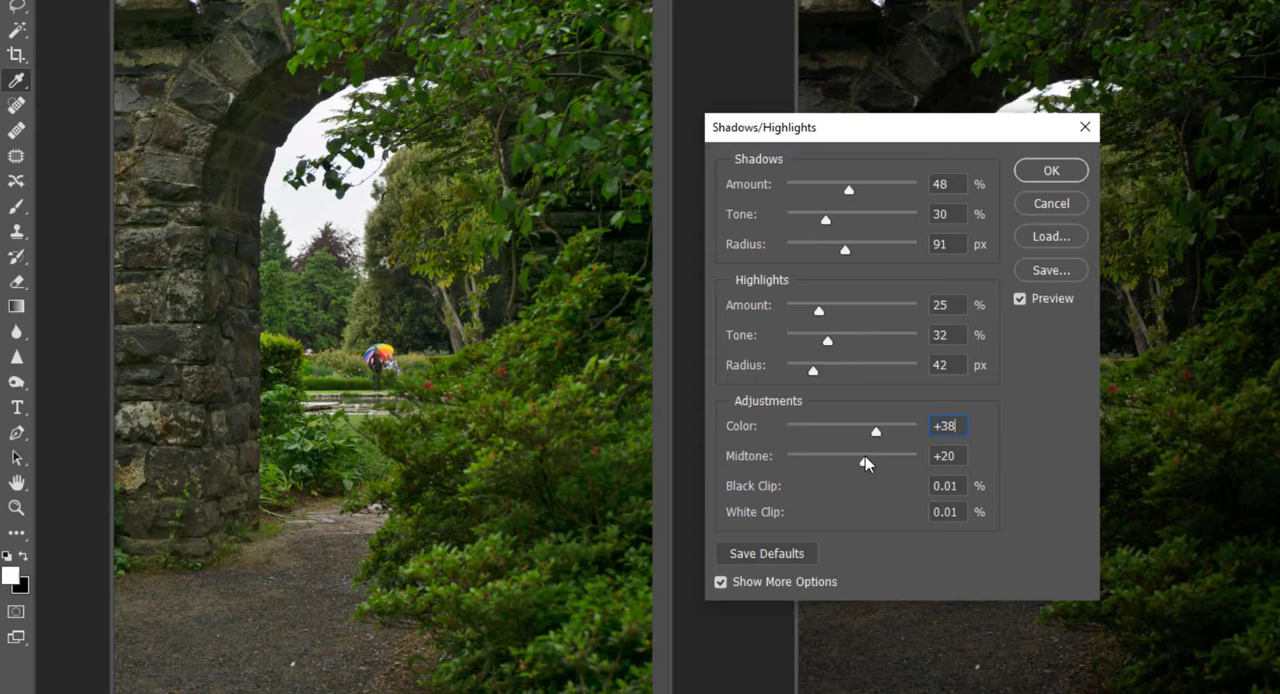 Shadows/Highlights
Shadows
Amount: 48 %
Tone: 30 %
Radius: 91 px
Highlights
Amount: 25 %
Tone: 32 %
Radius: 42 px
Adjustments
Color: +38
Midtone: +20
Black Clip: 0.01 %
White Clip: 0.01 %
Save Defaults
Show More Options
OK
Cancel
Load...
Save...
Preview